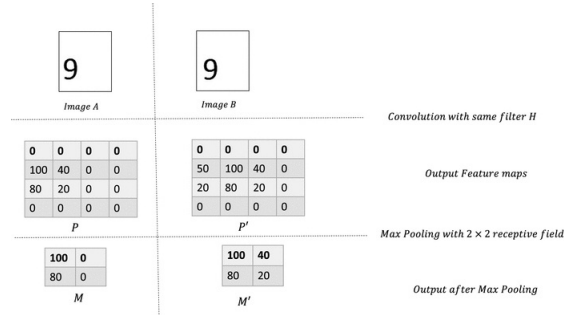 9
9
Image A
Image B
Convolution with same filter H
0 0 0 0
100 40 0 0
80 20 0 0
0 0 0 0
P
0 0 0 0
50 100 40 0
20 80 20 0
0 0 0 0
P'
Output Feature maps
Max Pooling with 2 × 2 receptive field
100 0
80 0
M
100 40
80 20
M'
Output after Max Pooling